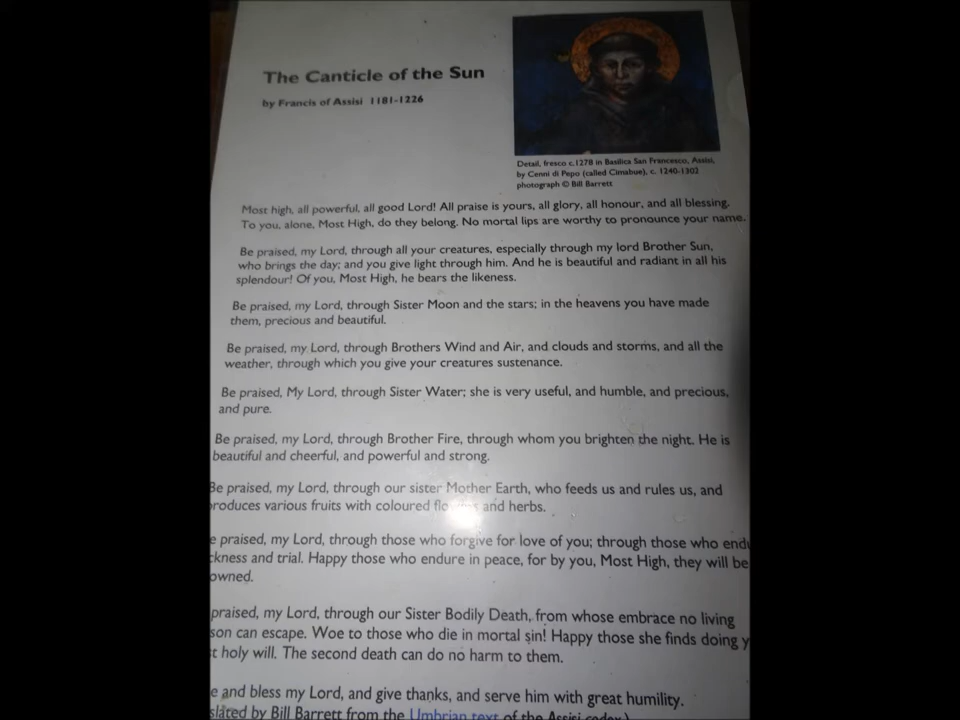 The Canticle of the Sun
by Francis of Assisi 1181-1226
Detail, fresco c.1278 in Basilica San Francesco, Assisi,
by Cenni di Pepo (called Cimabue), c. 1240-1302
photograph © Bill Barrett
Most high, all powerful, all good Lord! All praise is yours, all glory, all honour, and all blessing.
To you, alone, Most High, do they belong. No mortal lips are worthy to pronounce your name.
Be praised, my Lord, through all your creatures, especially through my lord Brother Sun,
who brings the day; and you give light through him. And he is beautiful and radiant in all his
splendour! Of you, Most High, he bears the likeness.
Be praised, my Lord, through Sister Moon and the stars; in the heavens you have made
them, precious and beautiful.
Be praised, my Lord, through Brothers Wind and Air, and clouds and storms, and all the
weather, through which you give your creatures sustenance.
Be praised, My Lord, through Sister Water; she is very useful, and humble, and precious,
and pure.
Be praised, my Lord, through Brother Fire, through whom you brighten the night. He is
beautiful and cheerful, and powerful and strong.
Be praised, my Lord, through our sister Mother Earth, who feeds us and rules us, and
roduces various fruits with coloured and herbs.
e praised, my Lord, through those who forgive for love of you; through those who endu
ckness and trial. Happy those who endure in peace, for by you, Most High, they will be
owned.
praised, my Lord, through our Sister Bodily Death, from whose embrace no living
son can escape. Woe to those who die in mortal sin! Happy those she finds doing y
t holy will. The second death can do no harm to them.
e and bless my Lord, and give thanks, and serve him with great humility.
slated by Bill Barrett from the Umbrian text of the Assisi codex.)